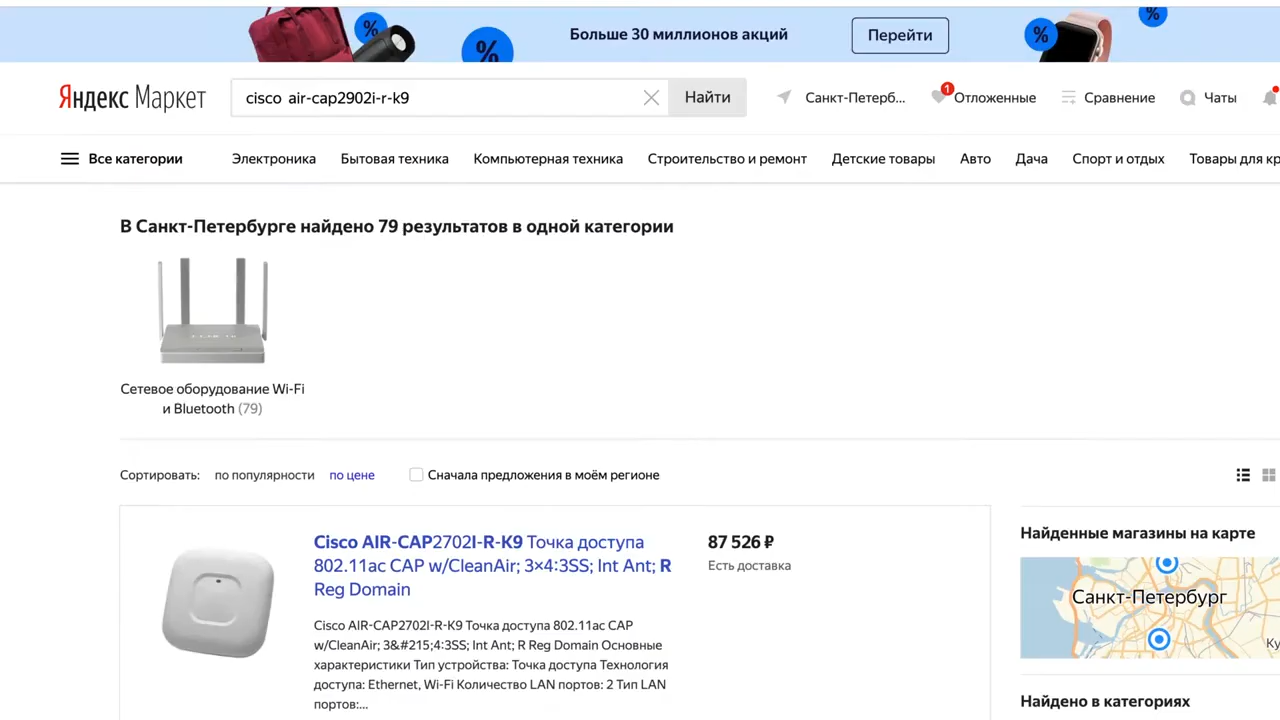 %
%
Больше 30 миллионов акций
Перейти
%
%
Яндекс Маркет
cisco air-cap2902i-r-k9
Найти
Санкт-Петерб...
1
Отложенные
Сравнение
Чаты
Все категории
Электроника
Бытовая техника
Компьютерная техника
Строительство и ремонт
Детские товары
Авто
Дача
Спорт и отдых
Товары для кр
В Санкт-Петербурге найдено 79 результатов в одной категории
Сетевое оборудование Wi-Fi
и Bluetooth (79)
Сортировать:
по популярности
по цене
Сначала предложения в моём регионе
Cisco AIR-CAP2702I-R-K9 Точка доступа
802.11ac CAP w/CleanAir; 3×4:3SS; Int Ant; R
Reg Domain
87 526 ₽
Есть доставка
Cisco AIR-CAP2702I-R-K9 Точка доступа 802.11ac CAP
w/CleanAir; 3&#215;4:3SS; Int Ant; R Reg Domain Основные
характеристики Тип устройства: Точка доступа Технология
доступа: Ethernet, Wi-Fi Количество LAN портов: 2 Тип LAN
портов:...
Найденные магазины на карте
Санкт-Петербург
Ку
Найдено в категориях